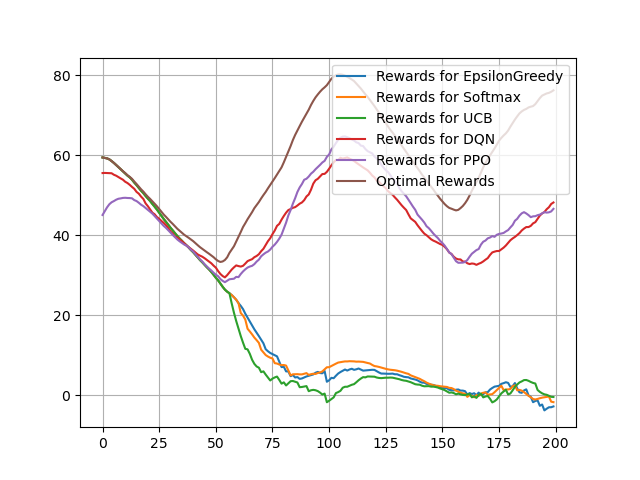 80
60
40
20
0
0 25 50 75 100 125 150 175 200
Rewards for EpsilonGreedy
Rewards for Softmax
Rewards for UCB
Rewards for DQN
Rewards for PPO
Optimal Rewards